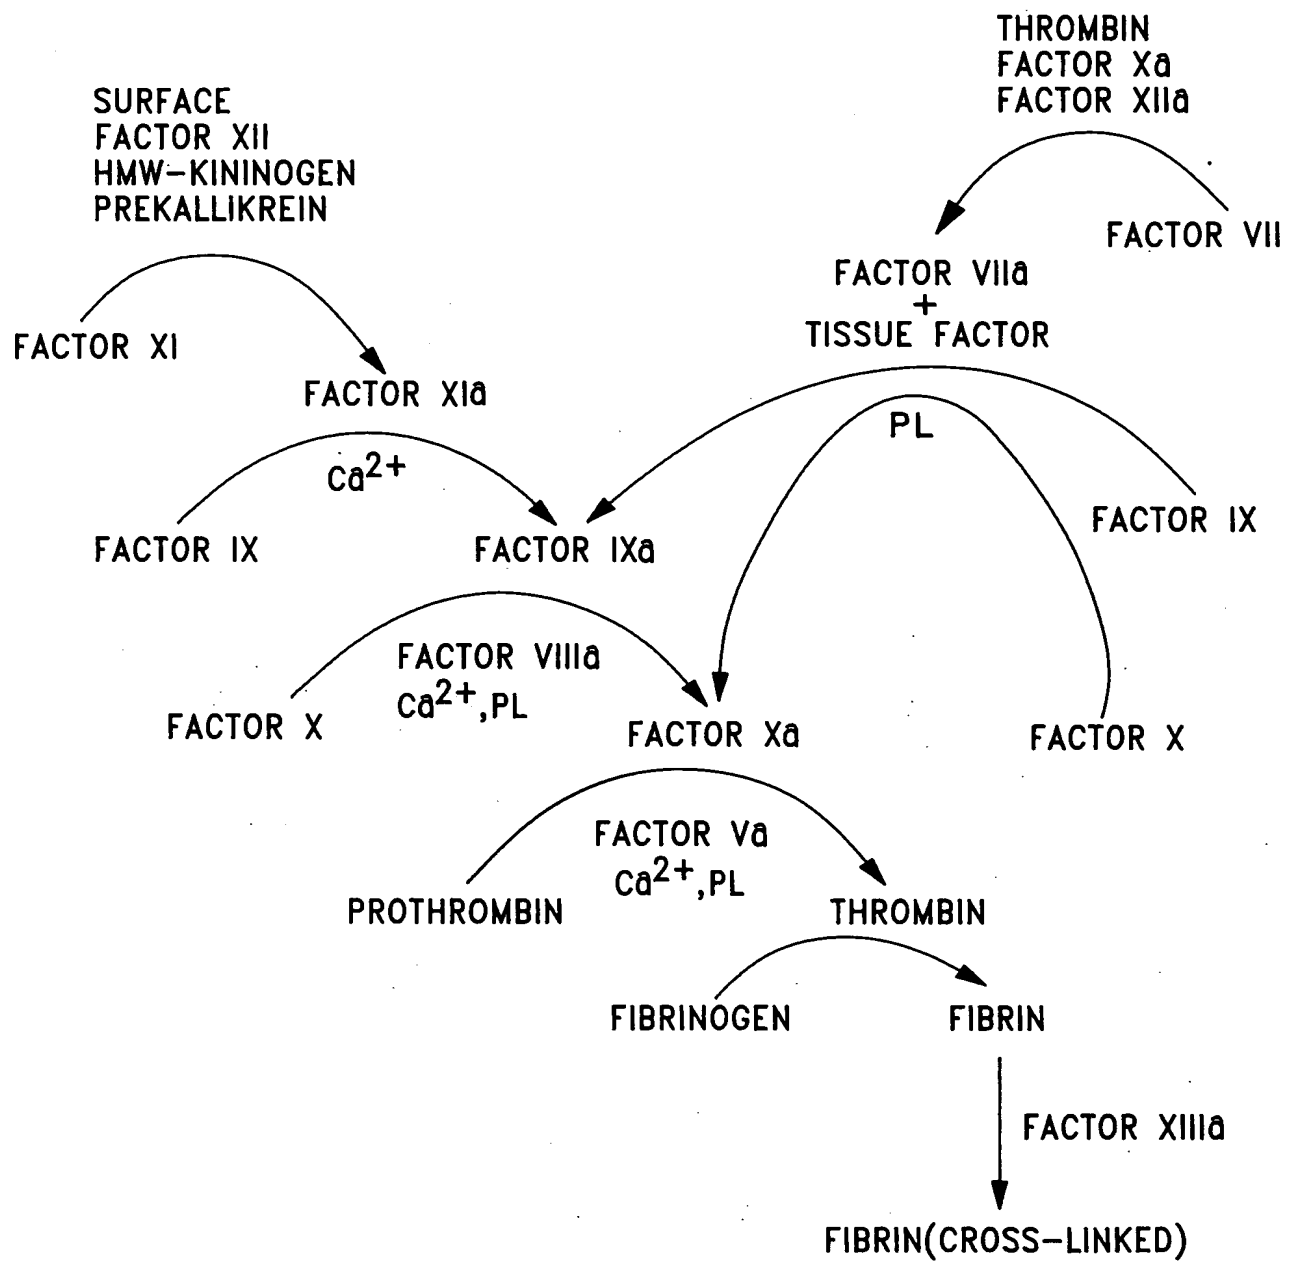 THROMBIN
FACTOR Xa
FACTOR XIIa
SURFACE
FACTOR XII
HMW-KININOGEN
PREKALLIKREIN
FACTOR VII
FACTOR VIIa
+
TISSUE FACTOR
FACTOR XI
FACTOR XIa
PL
Ca2+
FACTOR IX
FACTOR IX
FACTOR IXa
FACTOR VIIIa
Ca2+,PL
FACTOR X
FACTOR Xa
FACTOR X
FACTOR Va
Ca2+,PL
PROTHROMBIN
THROMBIN
FIBRINOGEN
FIBRIN
FACTOR XIIIa
FIBRIN(CROSS-LINKED)